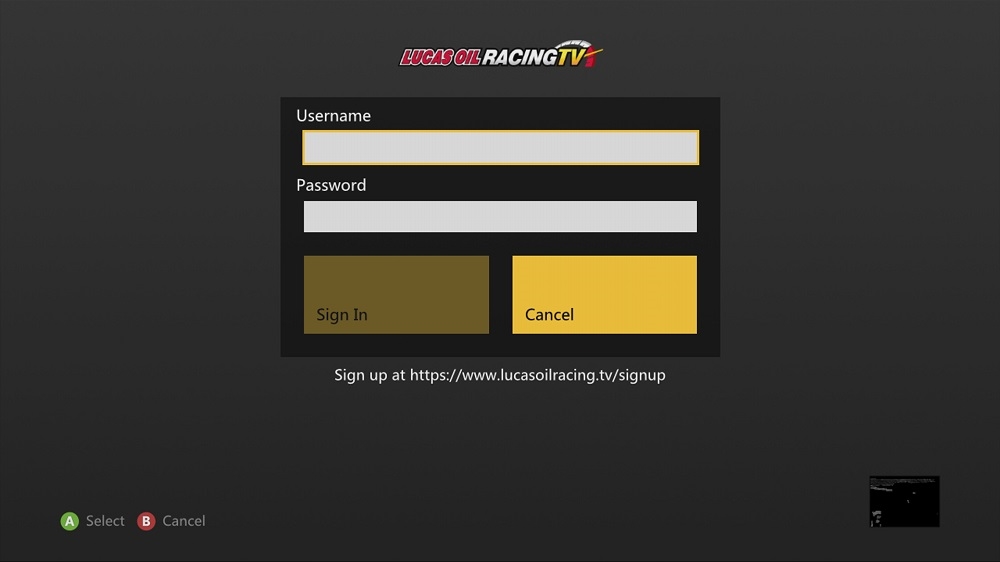 LUCAS OIL RACING TV
Username
Password
Sign In
Cancel
Sign up at https://www.lucasoilracing.tv/signup
A Select B Cancel